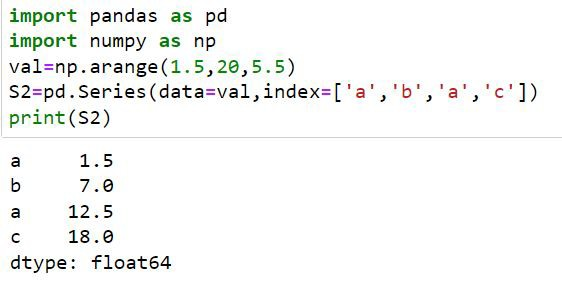 import pandas as pd
import numpy as np
val=np.arange(1.5,20,5.5)
S2=pd.Series(data=val,index=['a','b','a','c'])
print(S2)
a     1.5
b     7.0
a    12.5
c    18.0
dtype: float64